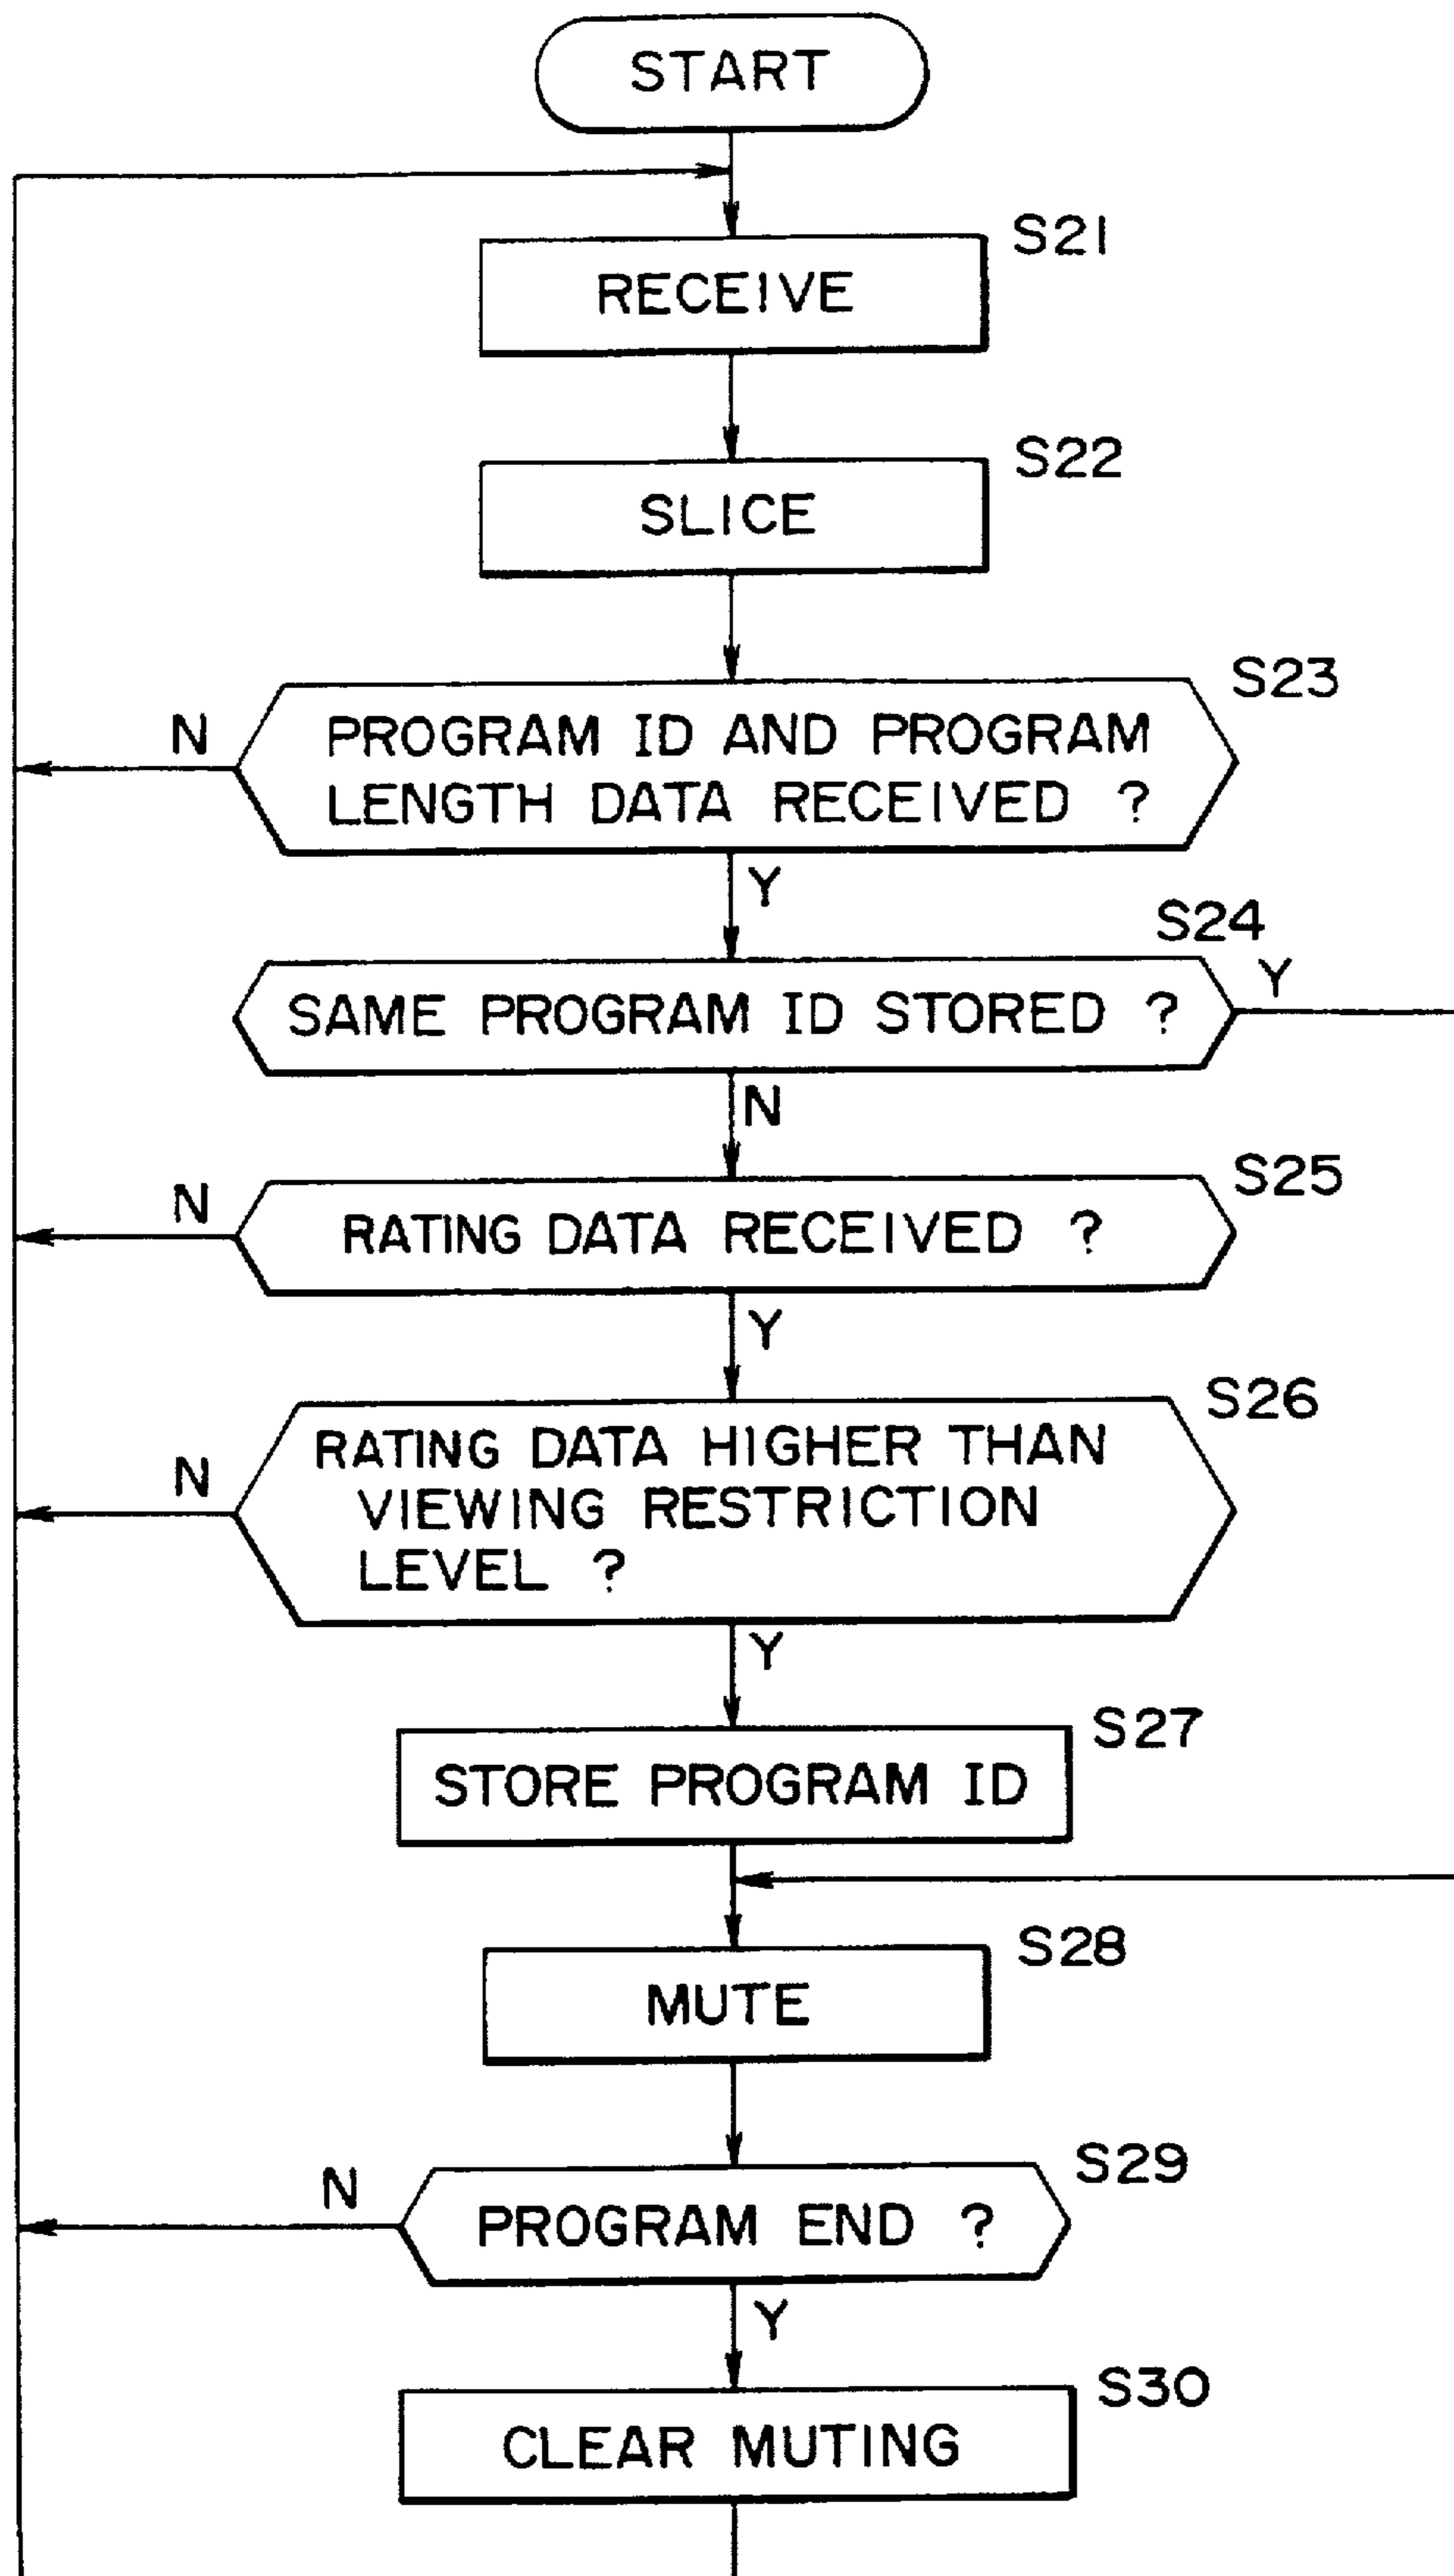 START
S21
RECEIVE
S22
SLICE
S23
N
PROGRAM ID AND PROGRAM
LENGTH DATA RECEIVED ?
Y
S24
SAME PROGRAM ID STORED ?
Y
N
S25
N
RATING DATA RECEIVED ?
Y
S26
N
RATING DATA HIGHER THAN
VIEWING RESTRICTION
LEVEL ?
Y
S27
STORE PROGRAM ID
S28
MUTE
S29
N
PROGRAM END ?
Y
S30
CLEAR MUTING